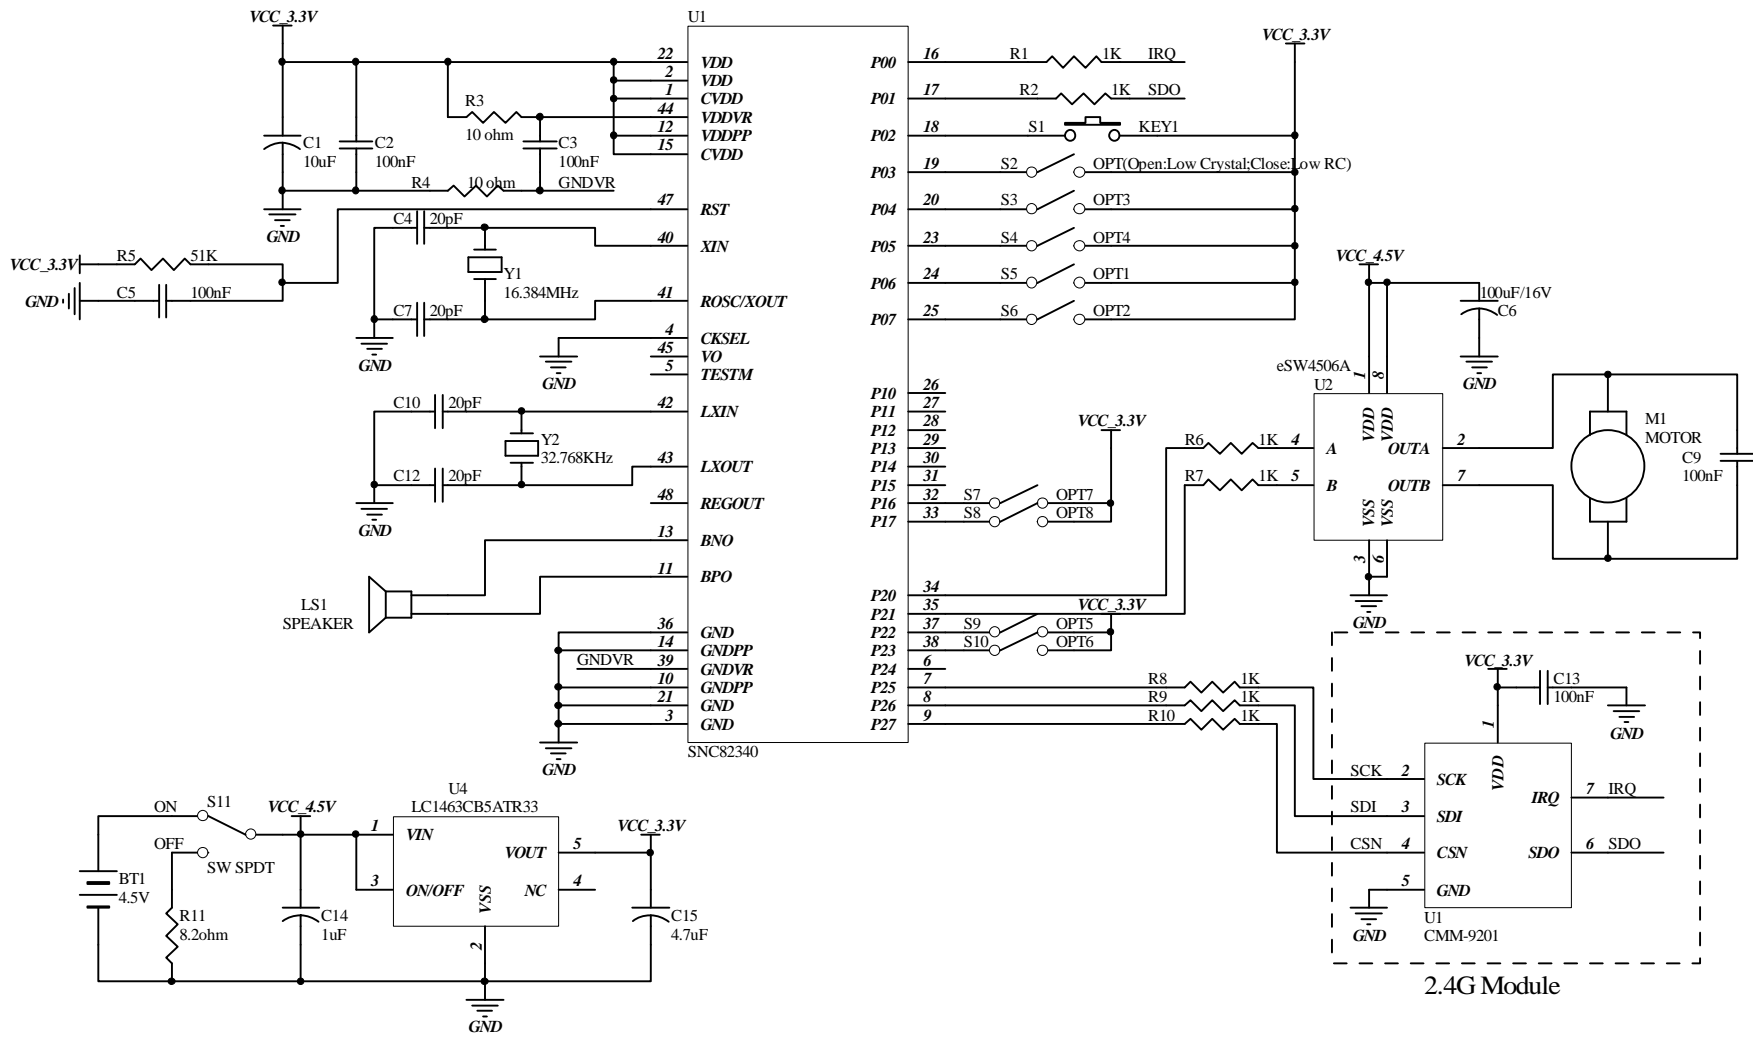 VCC_3.3V
U1
22 VDD
2 VDD
1 CVDD
44 VDDVR
12 VDDPP
15 CVDD
R3
10 ohm
C1
10uF
C2
100nF
C3
100nF
R4 10 ohm GNDVR
GND
47 RST
C4 20pF
40 XIN
VCC_3.3V R5 51K
GND C5 100nF
Y1
16.384MHz
41 ROSC/XOUT
C7 20pF
GND
4 CKSEL
45 VO
5 TESTM
GND
C10 20pF
42 LXIN
Y2
32.768KHz
43 LXOUT
C12 20pF
48 REGOUT
GND
13 BNO
11 BPO
LS1
SPEAKER
36 GND
14 GNDPP
GNDVR 39 GNDVR
10 GNDPP
21 GND
3 GND
GND
SNC82340
VCC_3.3V
P00 16 R1 1K IRQ
P01 17 R2 1K SDO
P02 18 S1 KEY1
P03 19 S2 OPT(Open:Low Crystal;Close:Low RC)
P04 20 S3 OPT3
P05 23 S4 OPT4
P06 24 S5 OPT1
P07 25 S6 OPT2
P10 26
P11 27
P12 28
P13 29
P14 30
P15 31
P16 32 S7 OPT7
P17 33 S8 OPT8
VCC_3.3V
P20 34
P21 35
VCC_3.3V
P22 37 S9 OPT5
P23 38 S10 OPT6
P24 6
P25 7 R8 1K
P26 8 R9 1K
P27 9 R10 1K
VCC_4.5V
100uF/16V
C6
GND
eSW4506A
U2
1 8
VDD VDD
R6 1K 4 A OUTA 2
R7 1K 5 B OUTB 7
VSS VSS
3 6
GND
M1
MOTOR
C9
100nF
VCC_3.3V
C13
100nF
GND
1
VDD
SCK 2 SCK
SDI 3 SDI
CSN 4 CSN
5 GND
GND
IRQ 7 IRQ
SDO 6 SDO
U1
CMM-9201
2.4G Module
ON S11 VCC_4.5V
OFF
SW SPDT
BT1
4.5V
R11
8.2ohm
C14
1uF
U4
LC1463CB5ATR33
1 VIN
3 ON/OFF
VOUT 5
NC 4
VSS
2
VCC_3.3V
C15
4.7uF
GND